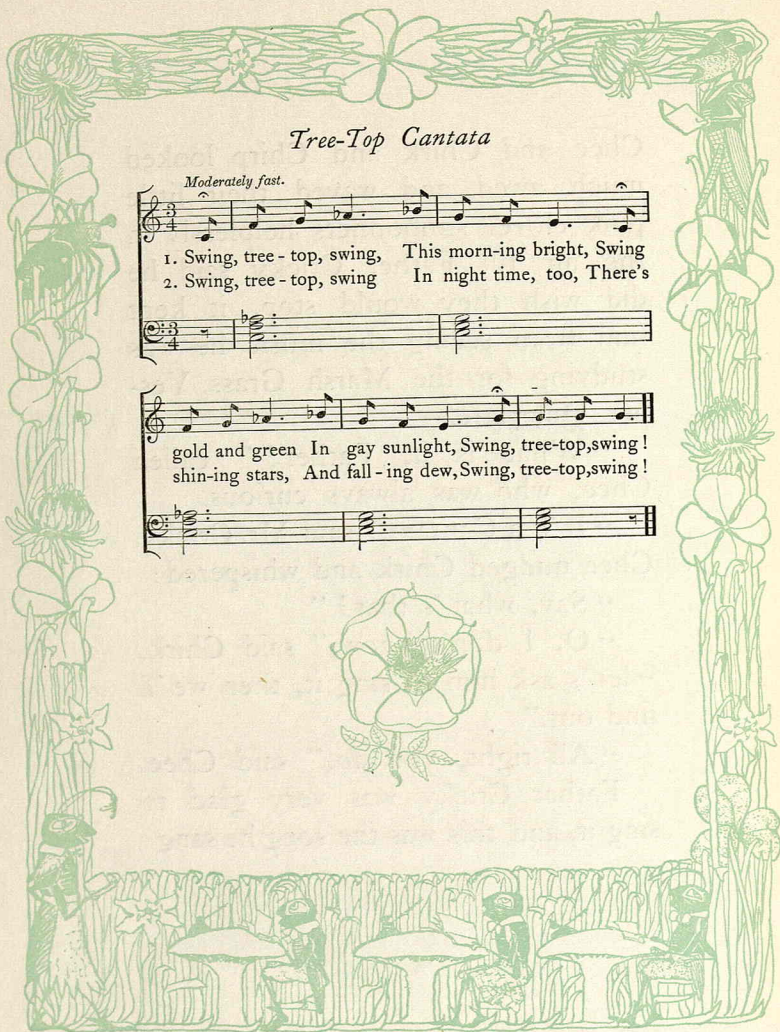 Tree-Top Cantata
Moderately fast.
1. Swing, tree - top, swing, This morn-ing bright, Swing
2. Swing, tree - top, swing In night time, too, There's
gold and green In gay sunlight, Swing, tree-top,swing!
shin-ing stars, And fall-ing dew, Swing, tree-top,swing!